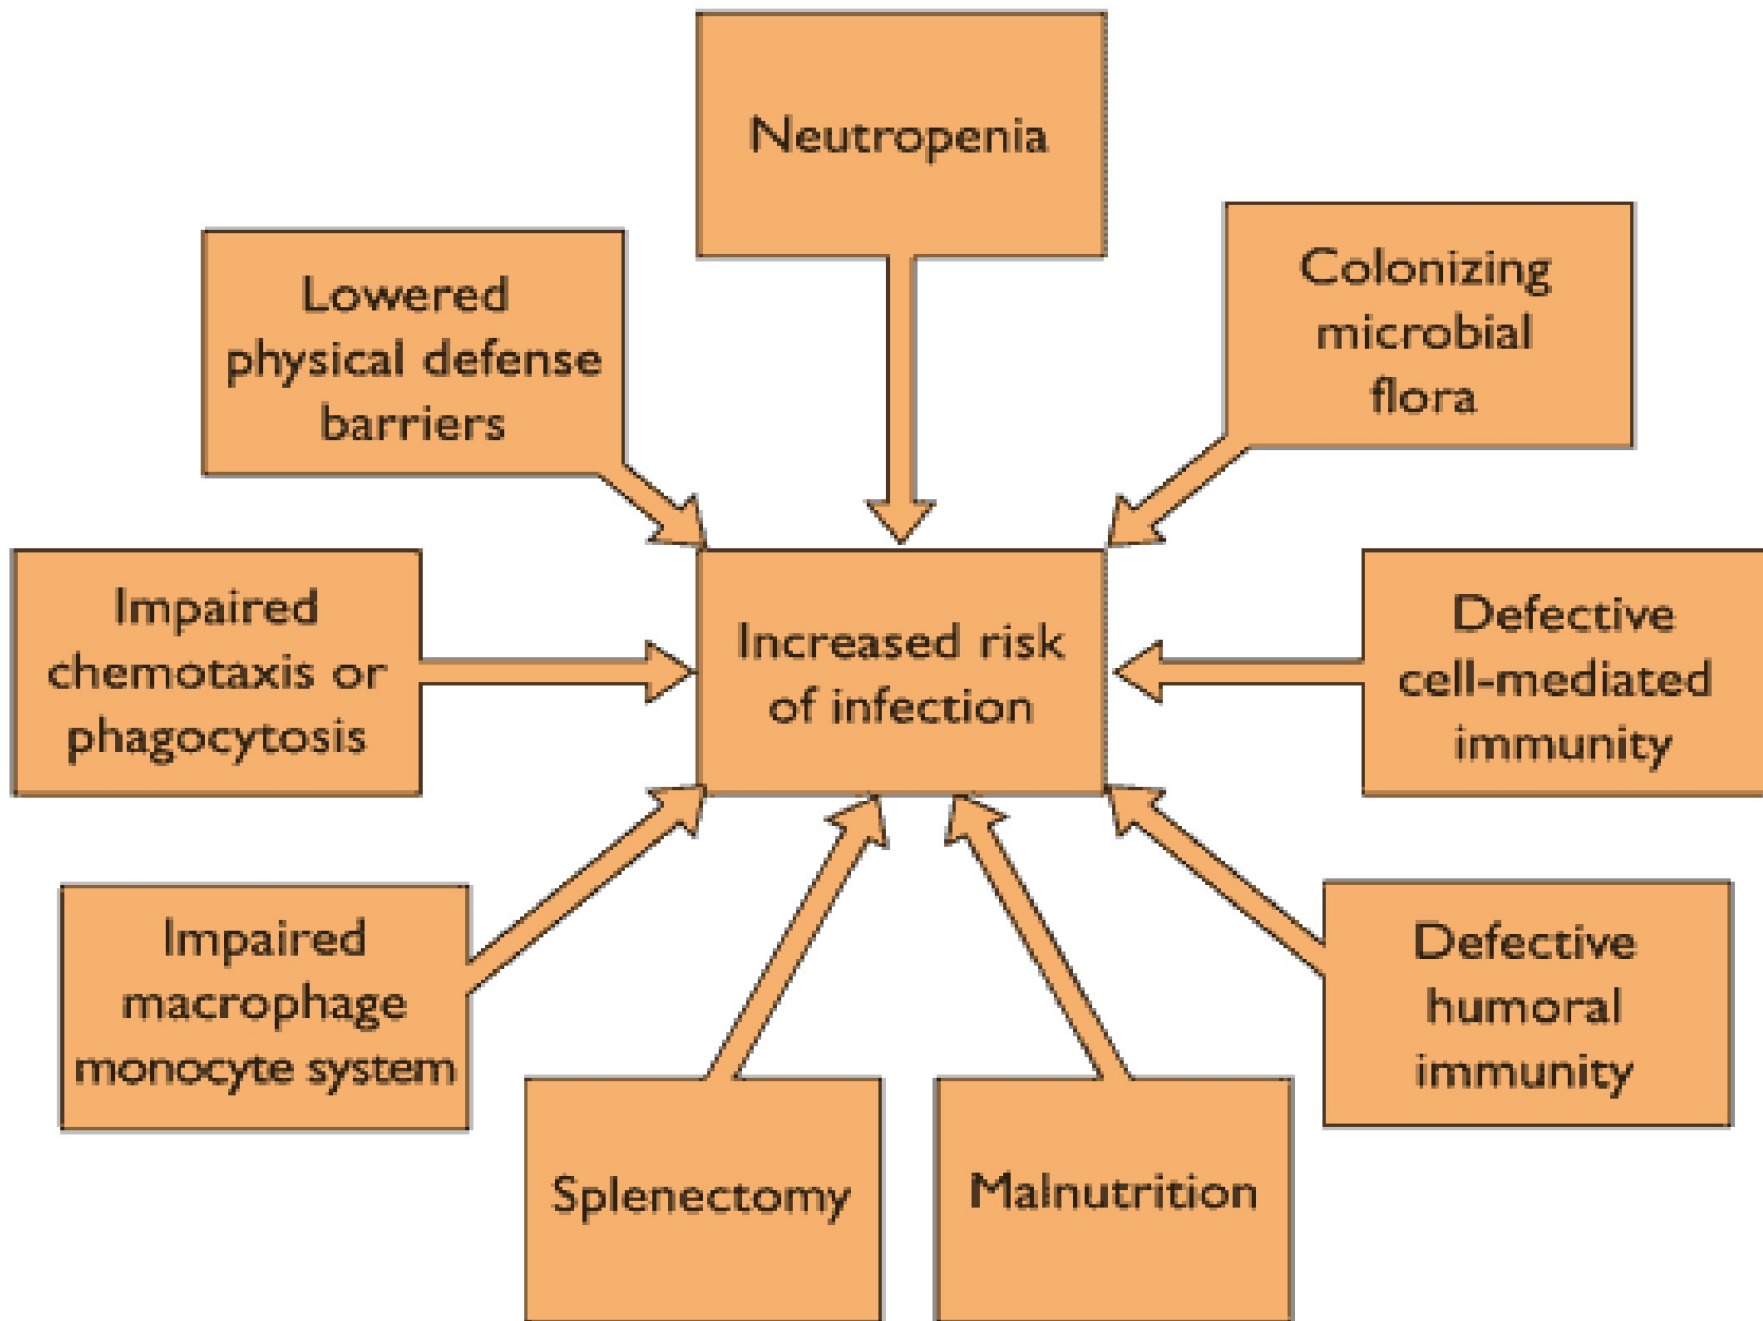 Neutropenia
Lowered
physical defense
barriers
Colonizing
microbial
flora
Impaired
chemotaxis or
phagocytosis
Increased risk
of infection
Defective
cell-mediated
immunity
Impaired
macrophage
monocyte system
Defective
humoral
immunity
Splenectomy
Malnutrition